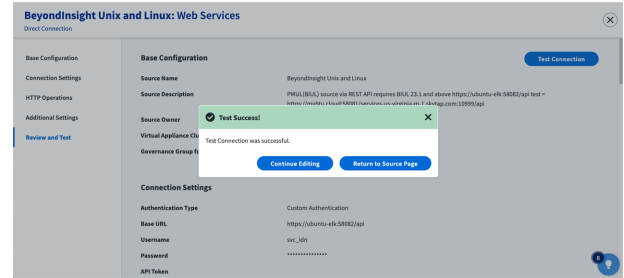 BeyondInsight Unix and Linux: Web Services
Direct Connection
Base Configuration
Connection Settings
HTTP Operations
Additional Settings
Review and Test
Base Configuration
Test Connection
Source Name
BeyondInsight Unix and Linux
Source Description
PMUL(BIUL) source via REST API requires BIUL 23.1 and above https://ubuntu-elk:58082/api test =
Source Owner
Virtual Appliance Clu
Governance Group fo
Test Success!
Test Connection was successful.
Continue Editing
Return to Source Page
Connection Settings
Authentication Type
Custom Authentication
Base URL
https://ubuntu-elk:58082/api
Username
svc_idn
Password
***************
API Token
8